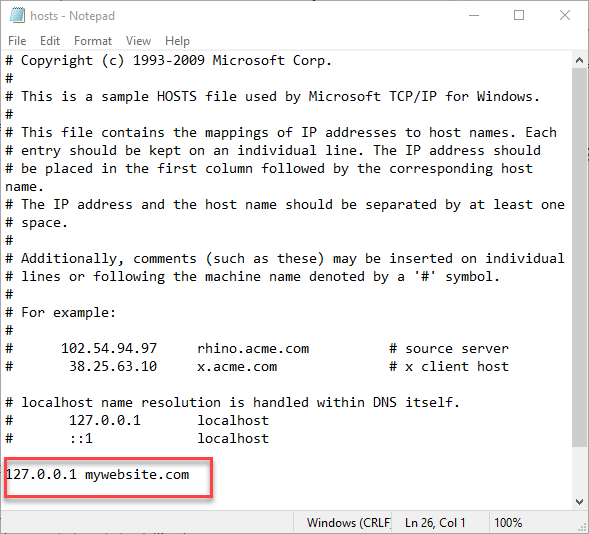 hosts - Notepad
File Edit Format View Help
# Copyright (c) 1993-2009 Microsoft Corp.
#
# This is a sample HOSTS file used by Microsoft TCP/IP for Windows.
#
# This file contains the mappings of IP addresses to host names. Each
# entry should be kept on an individual line. The IP address should
# be placed in the first column followed by the corresponding host
name.
# The IP address and the host name should be separated by at least one
# space.
#
# Additionally, comments (such as these) may be inserted on individual
# lines or following the machine name denoted by a '#' symbol.
#
# For example:
#
#      102.54.94.97     rhino.acme.com          # source server
#       38.25.63.10     x.acme.com              # x client host

# localhost name resolution is handled within DNS itself.
#       127.0.0.1       localhost
#       ::1             localhost

127.0.0.1 mywebsite.com
Windows (CRLF) Ln 26, Col 1 100%